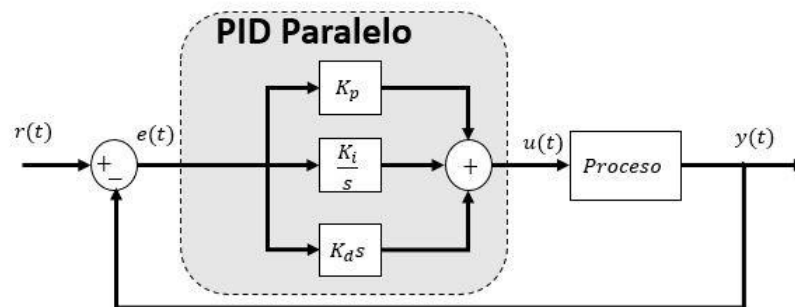 PID Paralelo
r(t)
e(t)
+
−
K_p
K_i
s
K_d s
+
u(t)
Proceso
y(t)